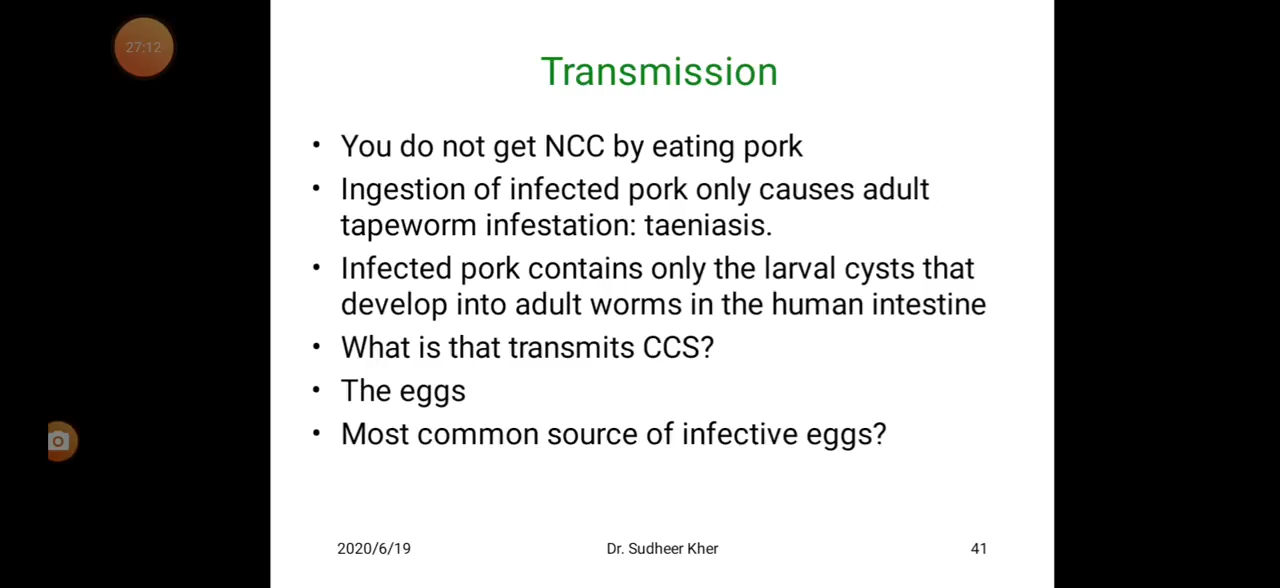 27:12
Transmission
• You do not get NCC by eating pork
• Ingestion of infected pork only causes adult
tapeworm infestation: taeniasis.
• Infected pork contains only the larval cysts that
develop into adult worms in the human intestine
• What is that transmits CCS?
• The eggs
• Most common source of infective eggs?
2020/6/19 Dr. Sudheer Kher 41